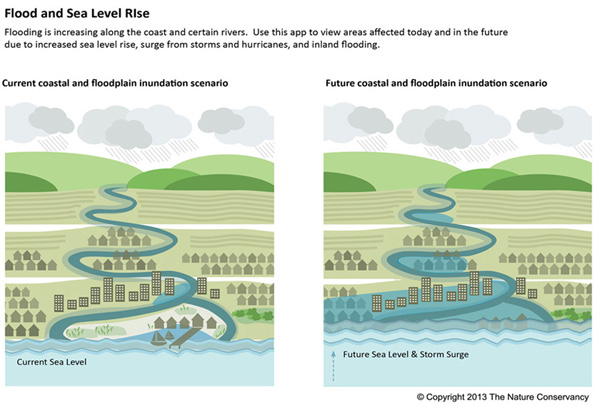 Flood and Sea Level RIse
Flooding is increasing along the coast and certain rivers.  Use this app to view areas affected today and in the future
due to increased sea level rise, surge from storms and hurricanes, and inland flooding.
Current coastal and floodplain inundation scenario
Future coastal and floodplain inundation scenario
Current Sea Level
Future Sea Level & Storm Surge
© Copyright 2013 The Nature Conservancy